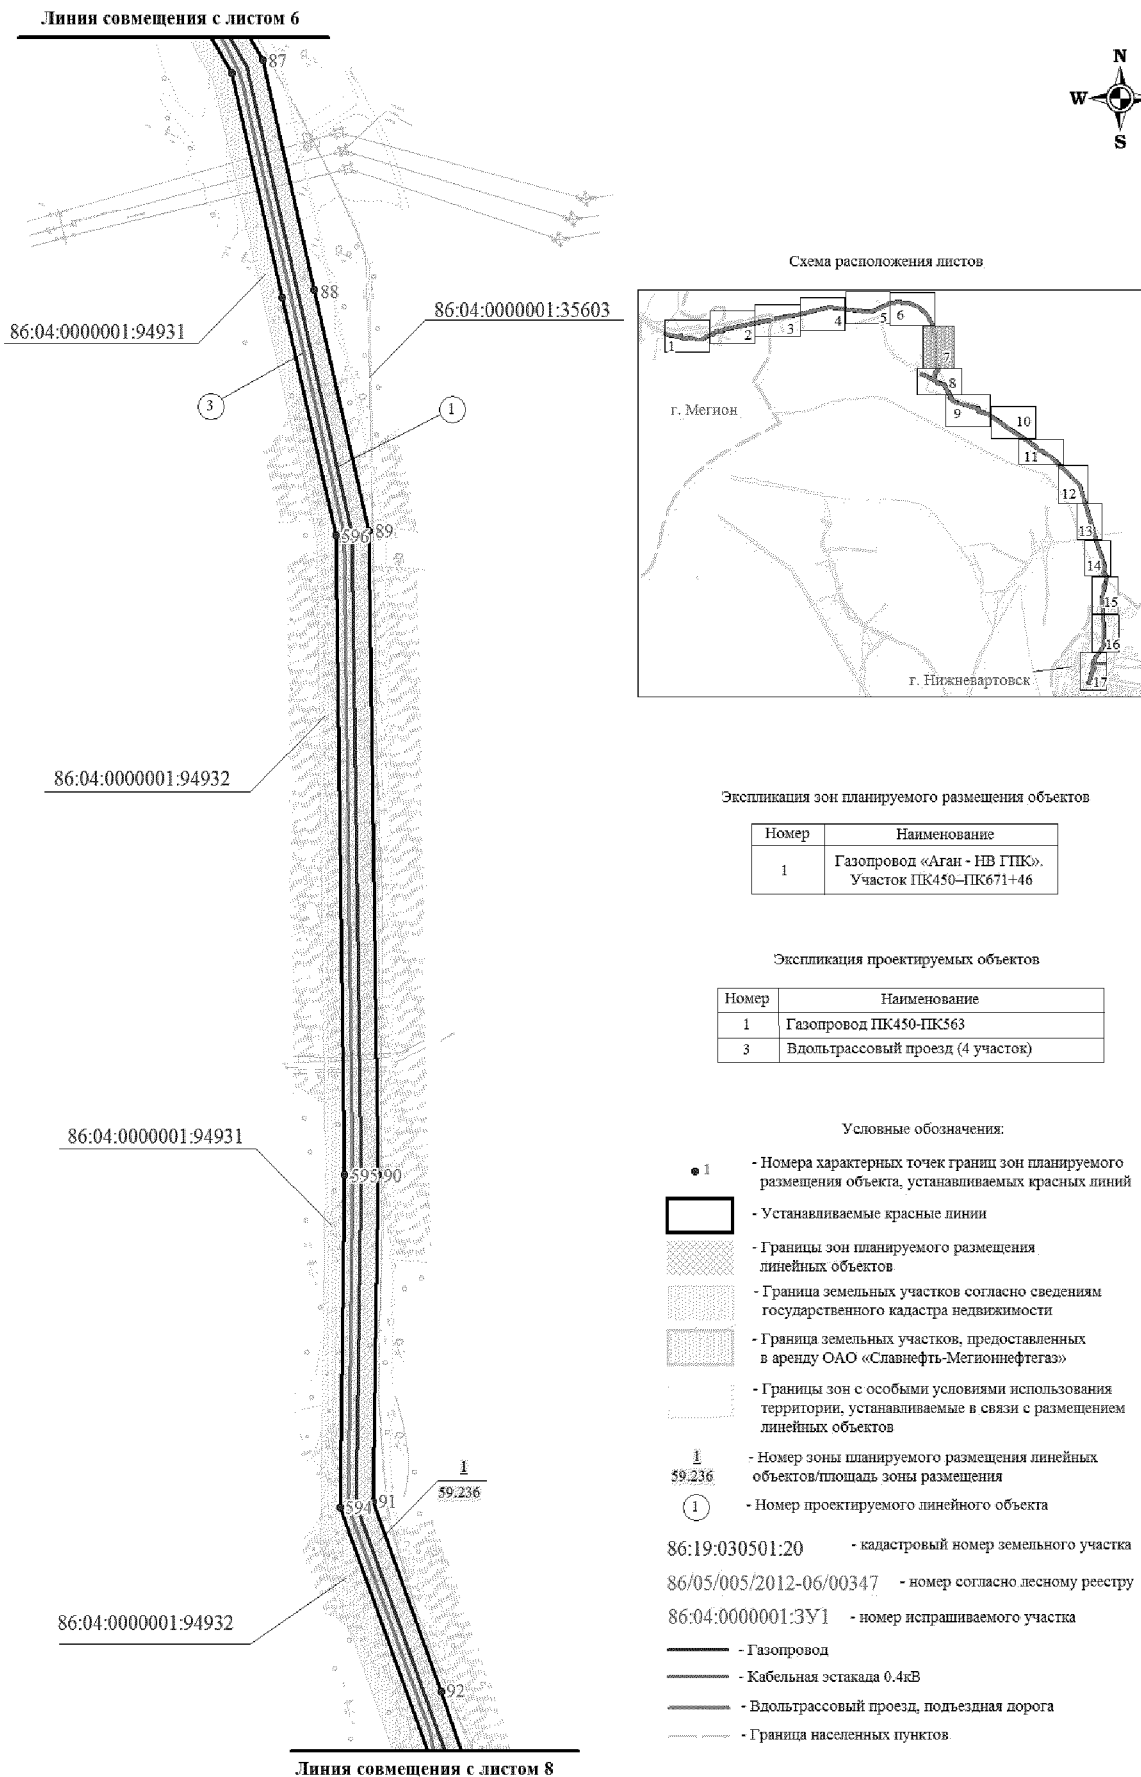 Линия совмещения с листом 6
87
N
W
S
88
86:04:0000001:94931
86:04:0000001:35603
3
1
596
89
86:04:0000001:94932
86:04:0000001:94931
595
90
594
91
1
59.236
86:04:0000001:94932
92
Линия совмещения с листом 8
Схема расположения листов
1
2
3
4
5
6
7
8
9
10
11
12
13
14
15
16
17
г. Мегион
г. Нижневартовск
Экспликация зон планируемого размещения объектов
Номер Наименование
1 Газопровод «Аган - НВ ГПК».
Участок ПК450–ПК671+46
Экспликация проектируемых объектов
Номер Наименование
1 Газопровод ПК450-ПК563
3 Вдольтрассовый проезд (4 участок)
Условные обозначения:
1 - Номера характерных точек границ зон планируемого
размещения объекта, устанавливаемых красных линий
- Устанавливаемые красные линии
- Границы зон планируемого размещения
линейных объектов
- Граница земельных участков согласно сведениям
государственного кадастра недвижимости
- Граница земельных участков, предоставленных
в аренду ОАО «Славнефть-Мегионнефтегаз»
- Границы зон с особыми условиями использования
территории, устанавливаемые в связи с размещением
линейных объектов
1
59.236
- Номер зоны планируемого размещения линейных
объектов/площадь зоны размещения
1 - Номер проектируемого линейного объекта
86:19:030501:20 - кадастровый номер земельного участка
86/05/005/2012-06/00347 - номер согласно лесному реестру
86:04:0000001:ЗУ1 - номер испрашиваемого участка
- Газопровод
- Кабельная эстакада 0.4кВ
- Вдольтрассовый проезд, подъездная дорога
- Граница населенных пунктов